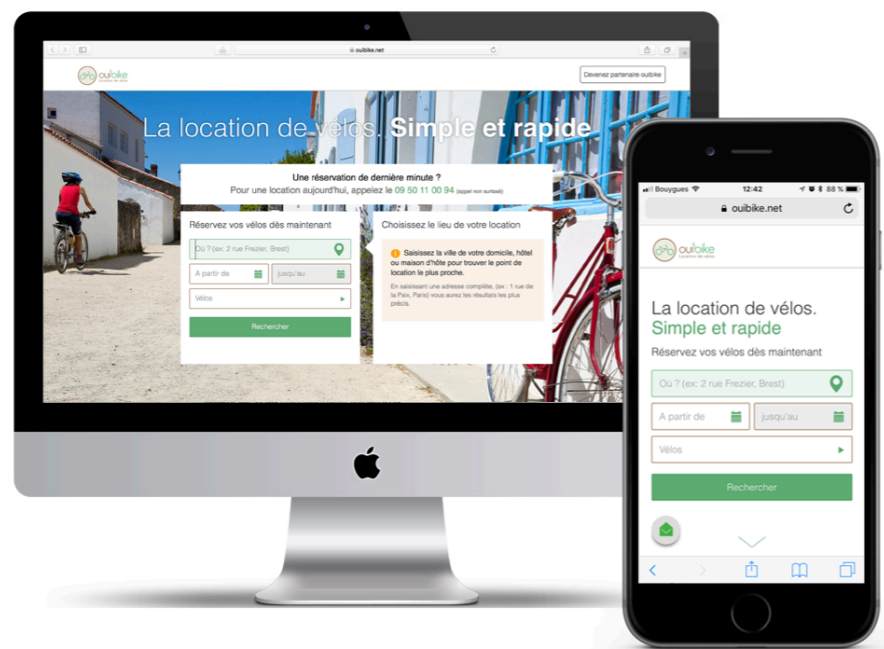 ouibike.net
ouibike
Location de vélos
Devenez partenaire ouibike
La location de vélos. Simple et rapide
Une réservation de dernière minute ?
Pour une location aujourd'hui, appelez le 09 50 11 00 94 (appel non surtaxé)
Réservez vos vélos dès maintenant
Où ? (ex: 2 rue Frezier, Brest)
A partir de
jusqu'au
Vélos
Rechercher
Choisissez le lieu de votre location
Saisissez la ville de votre domicile, hôtel
ou maison d'hôte pour trouver le point de
location le plus proche.
En saisissant une adresse complète, (ex : 1 rue de
la Paix, Paris) vous aurez les résultats les plus
précis.
Bouygues
12:42
88 %
ouibike.net
ouibike
Location de vélos
La location de vélos.
Simple et rapide
Réservez vos vélos dès maintenant
Où ? (ex: 2 rue Frezier, Brest)
A partir de
jusqu'au
Vélos
Rechercher